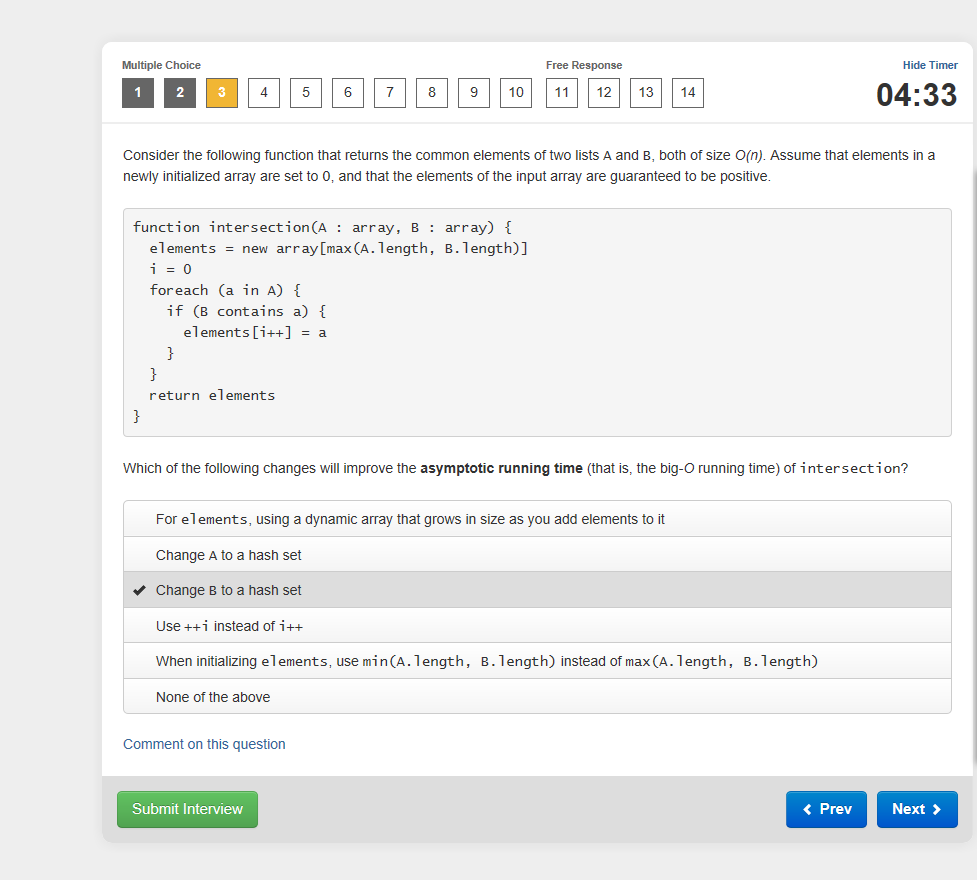 Multiple Choice
Free Response
Hide Timer
1 2 3 4 5 6 7 8 9 10 11 12 13 14
04:33
Consider the following function that returns the common elements of two lists A and B, both of size O(n). Assume that elements in a
newly initialized array are set to 0, and that the elements of the input array are guaranteed to be positive.
function intersection(A : array, B : array) {
  elements = new array[max(A.length, B.length)]
  i = 0
  foreach (a in A) {
    if (B contains a) {
      elements[i++] = a
    }
  }
  return elements
}
Which of the following changes will improve the asymptotic running time (that is, the big-O running time) of intersection?
For elements, using a dynamic array that grows in size as you add elements to it
Change A to a hash set
Change B to a hash set
Use ++i instead of i++
When initializing elements, use min(A.length, B.length) instead of max(A.length, B.length)
None of the above
Comment on this question
Submit Interview
Prev
Next